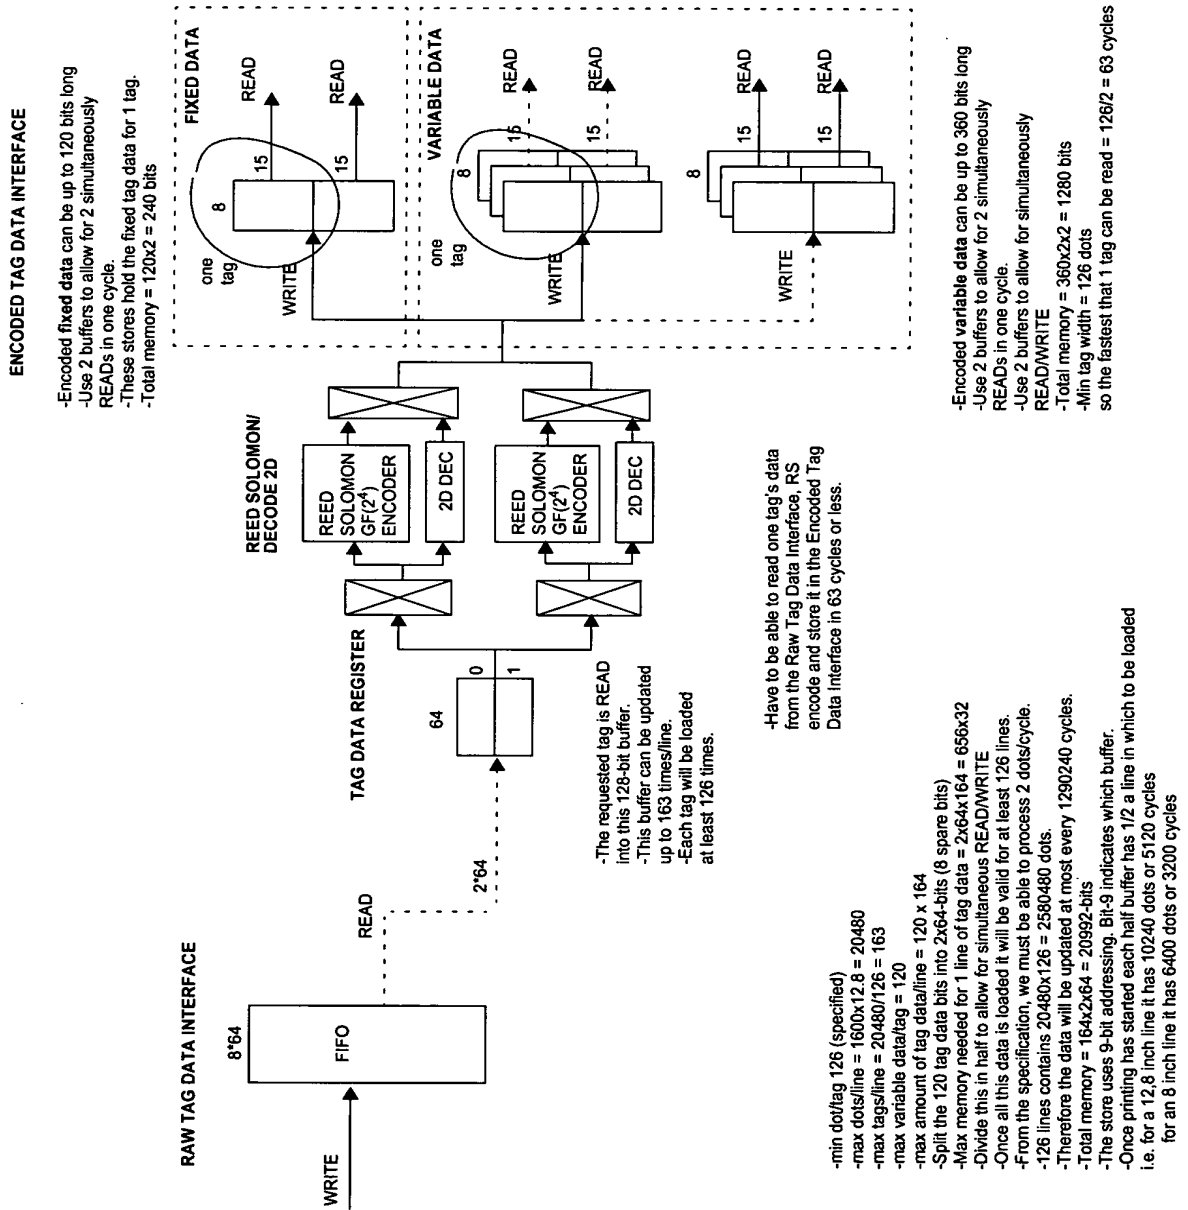 ENCODED TAG DATA INTERFACE
-Encoded fixed data can be up to 120 bits long
-Use 2 buffers to allow for 2 simultaneously
READs in one cycle.
-These stores hold the fixed tag data for 1 tag.
-Total memory = 120x2 = 240 bits
FIXED DATA
READ
READ
15
15
8
one
tag
WRITE
VARIABLE DATA
READ
READ
15
15
8
one
tag
WRITE
READ
READ
15
15
8
WRITE
-Encoded variable data can be up to 360 bits long
-Use 2 buffers to allow for 2 simultaneously
READs in one cycle.
-Use 2 buffers to allow for simultaneously
READ/WRITE
-Total memory = 360x2x2 = 1280 bits
-Min tag width = 126 dots
so the fastest that 1 tag can be read = 126/2 = 63 cycles
REED SOLOMON/
DECODE 2D
REED
SOLOMON
GF(2⁴)
ENCODER
2D DEC
REED
SOLOMON
GF(2⁴)
ENCODER
2D DEC
-Have to be able to read one tag's data
from the Raw Tag Data Interface, RS
encode and store it in the Encoded Tag
Data Interface in 63 cycles or less.
TAG DATA REGISTER
64
0
1
-The requested tag is READ
into this 128-bit buffer.
-This buffer can be updated
up to 163 times/line.
-Each tag will be loaded
at least 126 times.
RAW TAG DATA INTERFACE
8*64
FIFO
WRITE
READ
2*64
-min dot/tag 126 (specified)
-max dots/line = 1600x12.8 = 20480
-max tags/line = 20480/126 = 163
-max variable data/tag = 120
-max amount of tag data/line = 120 x 164
-Split the 120 tag data bits into 2x64-bits (8 spare bits)
-Max memory needed for 1 line of tag data = 2x64x164 = 656x32
-Divide this in half to allow for simultaneous READ/WRITE
-Once all this data is loaded it will be valid for at least 126 lines.
-From the specification, we must be able to process 2 dots/cycle.
-126 lines contains 20480x126 = 2580480 dots.
-Therefore the data will be updated at most every 1290240 cycles.
-Total memory = 164x2x64 = 20992-bits
-The store uses 9-bit addressing. Bit-9 indicates which buffer.
-Once printing has started each half buffer has 1/2 a line in which to be loaded
i.e. for a 12,8 inch line it has 10240 dots or 5120 cycles
for an 8 inch line it has 6400 dots or 3200 cycles